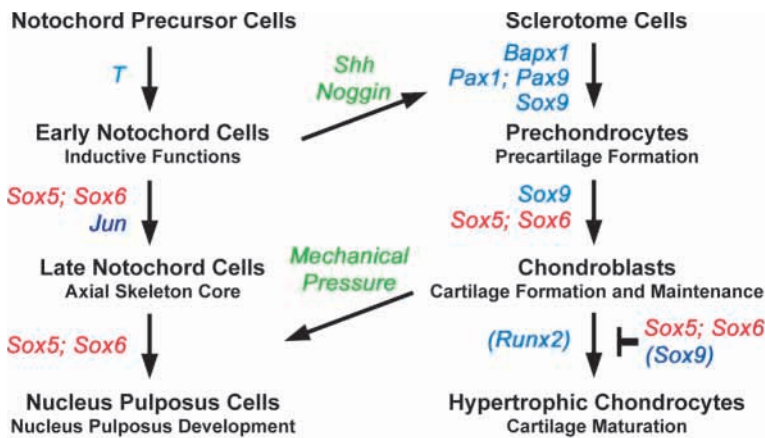 Notochord Precursor Cells
T
Early Notochord Cells
Inductive Functions
Sox5; Sox6
Jun
Late Notochord Cells
Axial Skeleton Core
Sox5; Sox6
Nucleus Pulposus Cells
Nucleus Pulposus Development
Shh
Noggin
Mechanical
Pressure
Sclerotome Cells
Bapx1
Pax1; Pax9
Sox9
Prechondrocytes
Precartilage Formation
Sox9
Sox5; Sox6
Chondroblasts
Cartilage Formation and Maintenance
(Runx2)
Sox5; Sox6
(Sox9)
Hypertrophic Chondrocytes
Cartilage Maturation